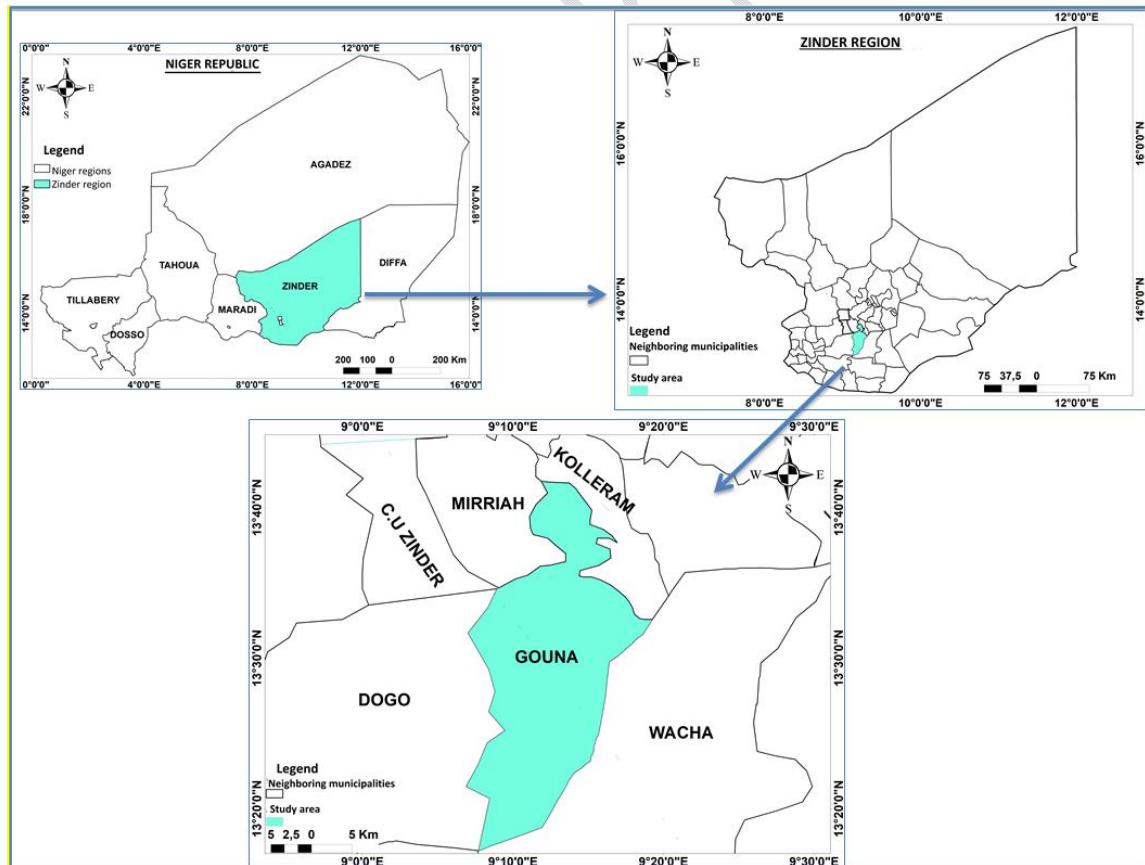 0°0'0" 4°0'0"E 8°0'0"E 12°0'0"E 16°0'0"E
NIGER REPUBLIC
N
W E
S
22°0'0"N
22°0'0"N
Legend
Niger regions
Zinder region
AGADEZ
18°0'0"N
18°0'0"N
TAHOUA
DIFFA
ZINDER
TILLABERY
MARADI
DOSSO
14°0'0"N
14°0'0"N
200 100 0 200 Km
0°0'0"E 4°0'0"E 8°0'0"E 12°0'0"E 16°0'0"E
8°0'0"E 10°0'0"E 12°0'0"E
ZINDER REGION
N
W E
S
16°0'0"N
16°0'0"N
14°0'0"N
14°0'0"N
Legend
Neighboring municipalities
Study area
75 37,5 0 75 Km
8°0'0"E 10°0'0"E 12°0'0"E
9°0'0"E 9°10'0"E 9°20'0"E 9°30'0"E
N
W E
S
KOLLERAM
MIRRIAH
C.U ZINDER
13°40'0"N
13°40'0"N
GOUNA
13°30'0"N
13°30'0"N
DOGO
WACHA
Legend
Neighboring municipalities
Study area
13°20'0"N
13°20'0"N
5 2,5 0 5 Km
9°0'0"E 9°10'0"E 9°20'0"E 9°30'0"E